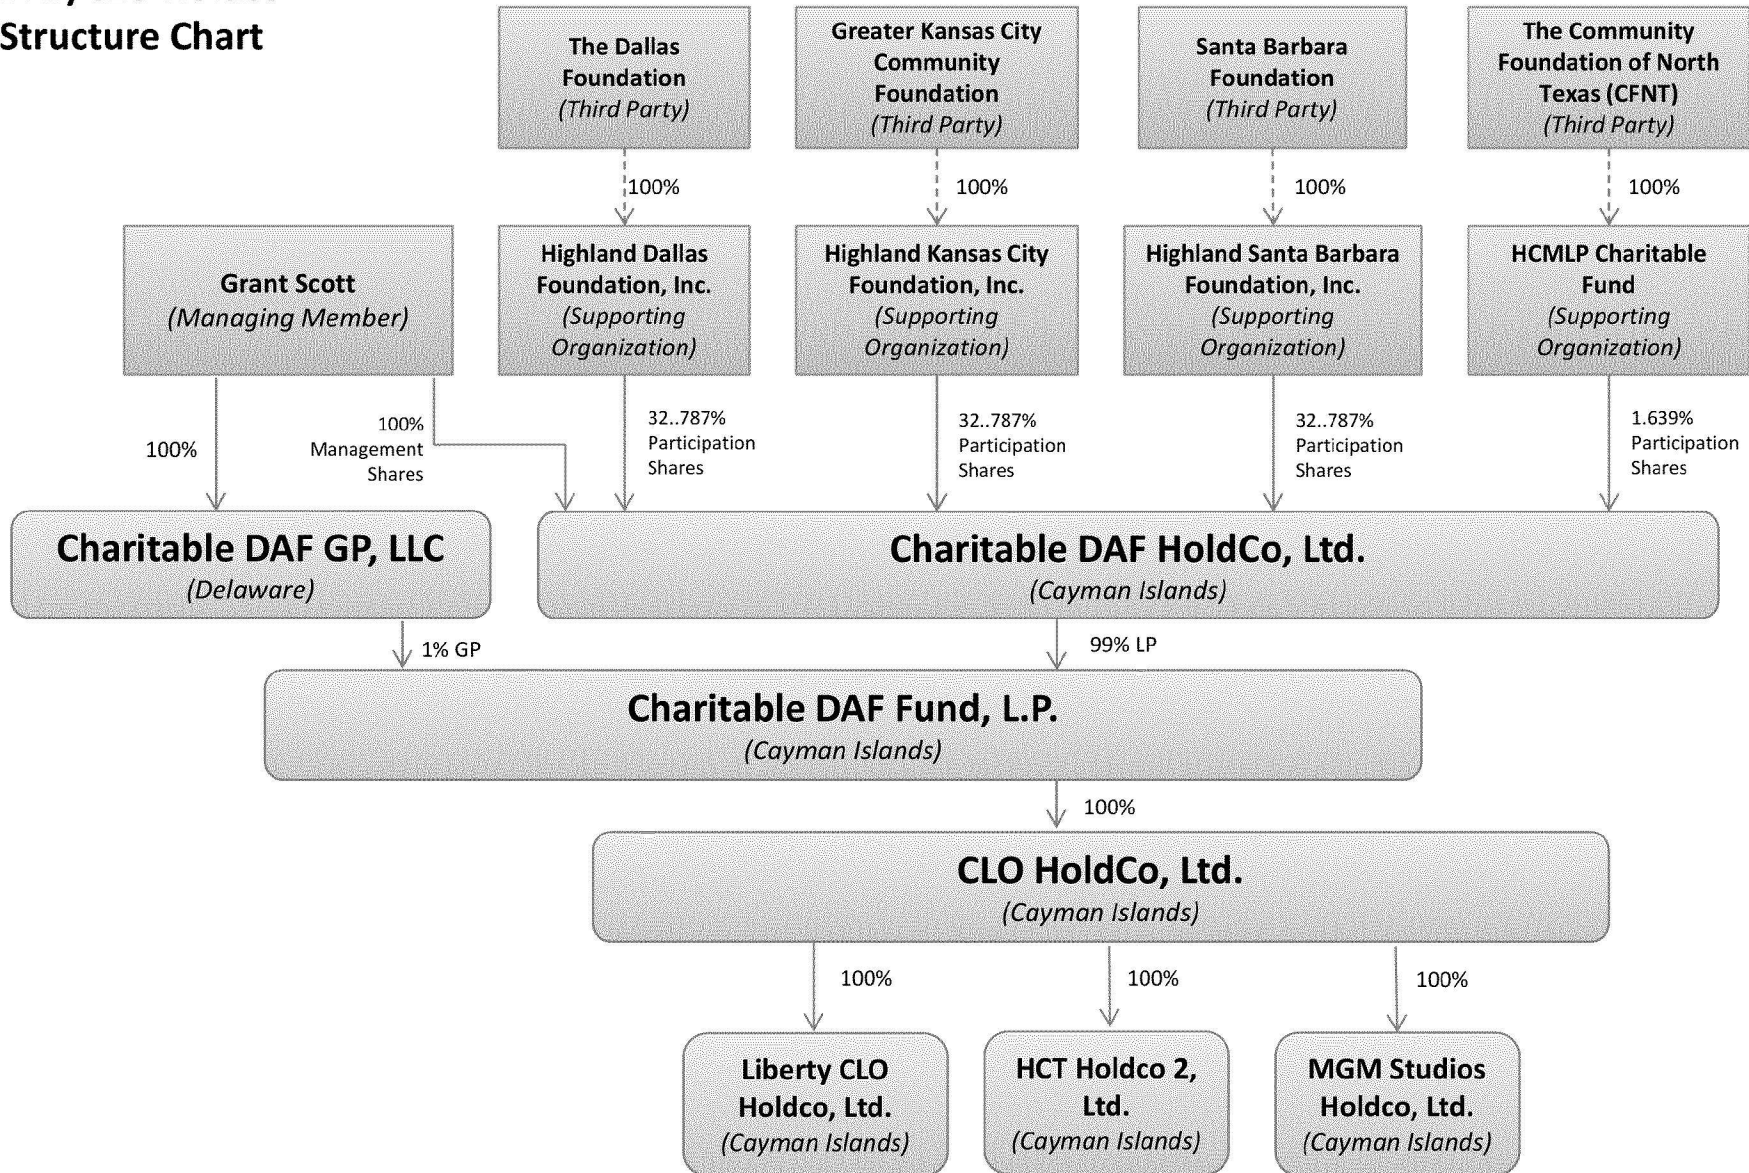 Structure Chart
The Dallas
Foundation
(Third Party)
Greater Kansas City
Community
Foundation
(Third Party)
Santa Barbara
Foundation
(Third Party)
The Community
Foundation of North
Texas (CFNT)
(Third Party)
100%
100%
100%
100%
Grant Scott
(Managing Member)
Highland Dallas
Foundation, Inc.
(Supporting
Organization)
Highland Kansas City
Foundation, Inc.
(Supporting
Organization)
Highland Santa Barbara
Foundation, Inc.
(Supporting
Organization)
HCMLP Charitable
Fund
(Supporting
Organization)
100%
100%
Management
Shares
32..787%
Participation
Shares
32..787%
Participation
Shares
32..787%
Participation
Shares
1.639%
Participation
Shares
Charitable DAF GP, LLC
(Delaware)
Charitable DAF HoldCo, Ltd.
(Cayman Islands)
1% GP
99% LP
Charitable DAF Fund, L.P.
(Cayman Islands)
100%
CLO HoldCo, Ltd.
(Cayman Islands)
100%
100%
100%
Liberty CLO
Holdco, Ltd.
(Cayman Islands)
HCT Holdco 2,
Ltd.
(Cayman Islands)
MGM Studios
Holdco, Ltd.
(Cayman Islands)